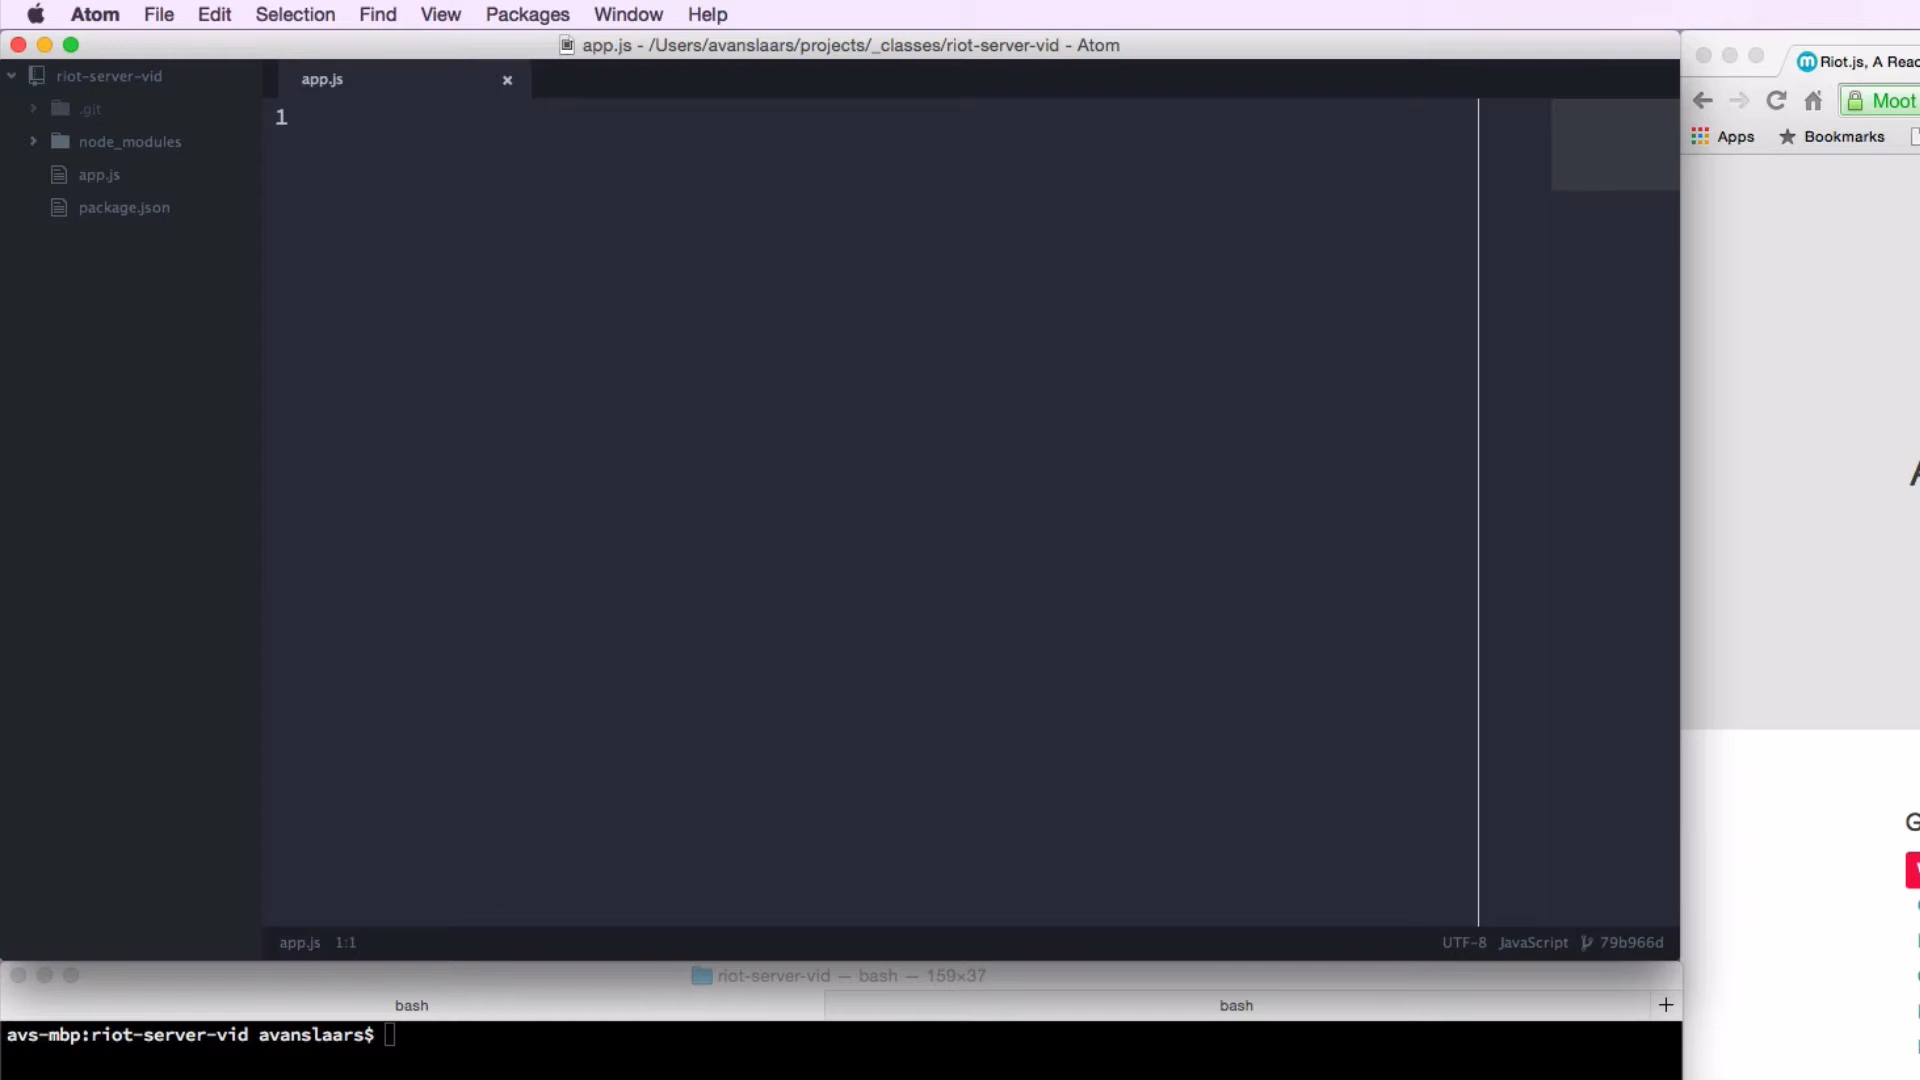 Atom File Edit Selection Find View Packages Window Help
app.js - /Users/avanslaars/projects/_classes/riot-server-vid - Atom
riot-server-vid
.git
node_modules
app.js
package.json
app.js
1
app.js 1:1
UTF-8 JavaScript 79b966d
riot-server-vid — bash — 159×37
bash
bash
avs-mbp:riot-server-vid avanslaars$
Riot.js, A
Moot
Apps
Bookmarks